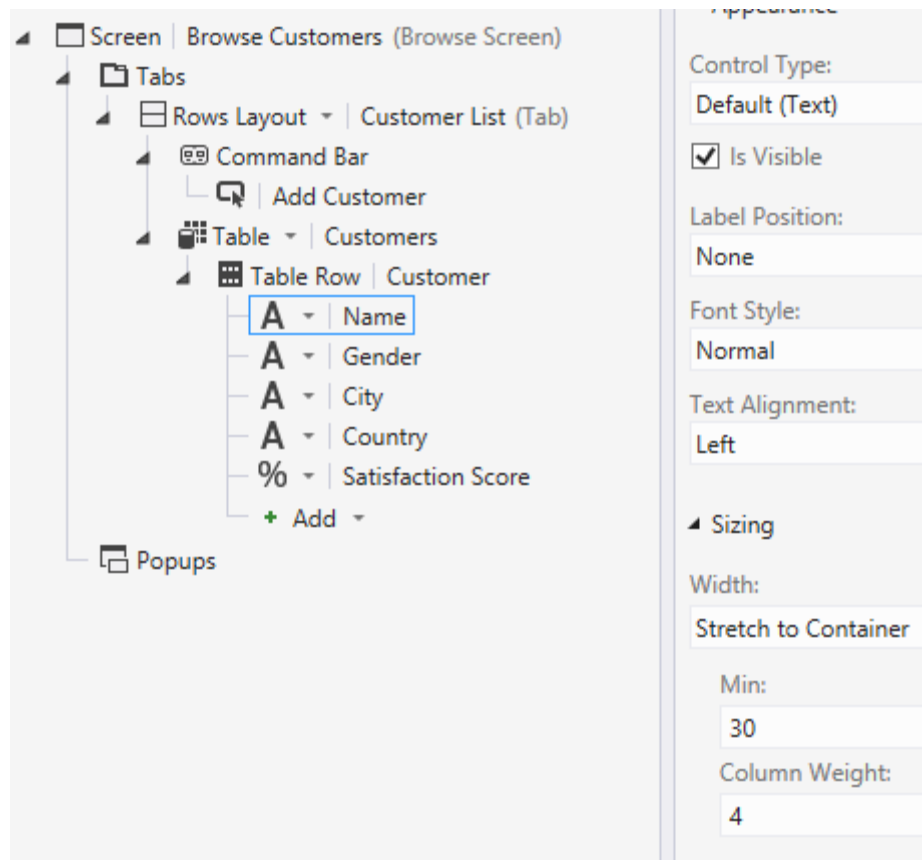 Screen | Browse Customers (Browse Screen)
Tabs
Rows Layout | Customer List (Tab)
Command Bar
Add Customer
Table | Customers
Table Row | Customer
A | Name
A | Gender
A | City
A | Country
% | Satisfaction Score
+ Add
Popups
Appearance
Control Type:
Default (Text)
Is Visible
Label Position:
None
Font Style:
Normal
Text Alignment:
Left
Sizing
Width:
Stretch to Container
Min:
30
Column Weight:
4